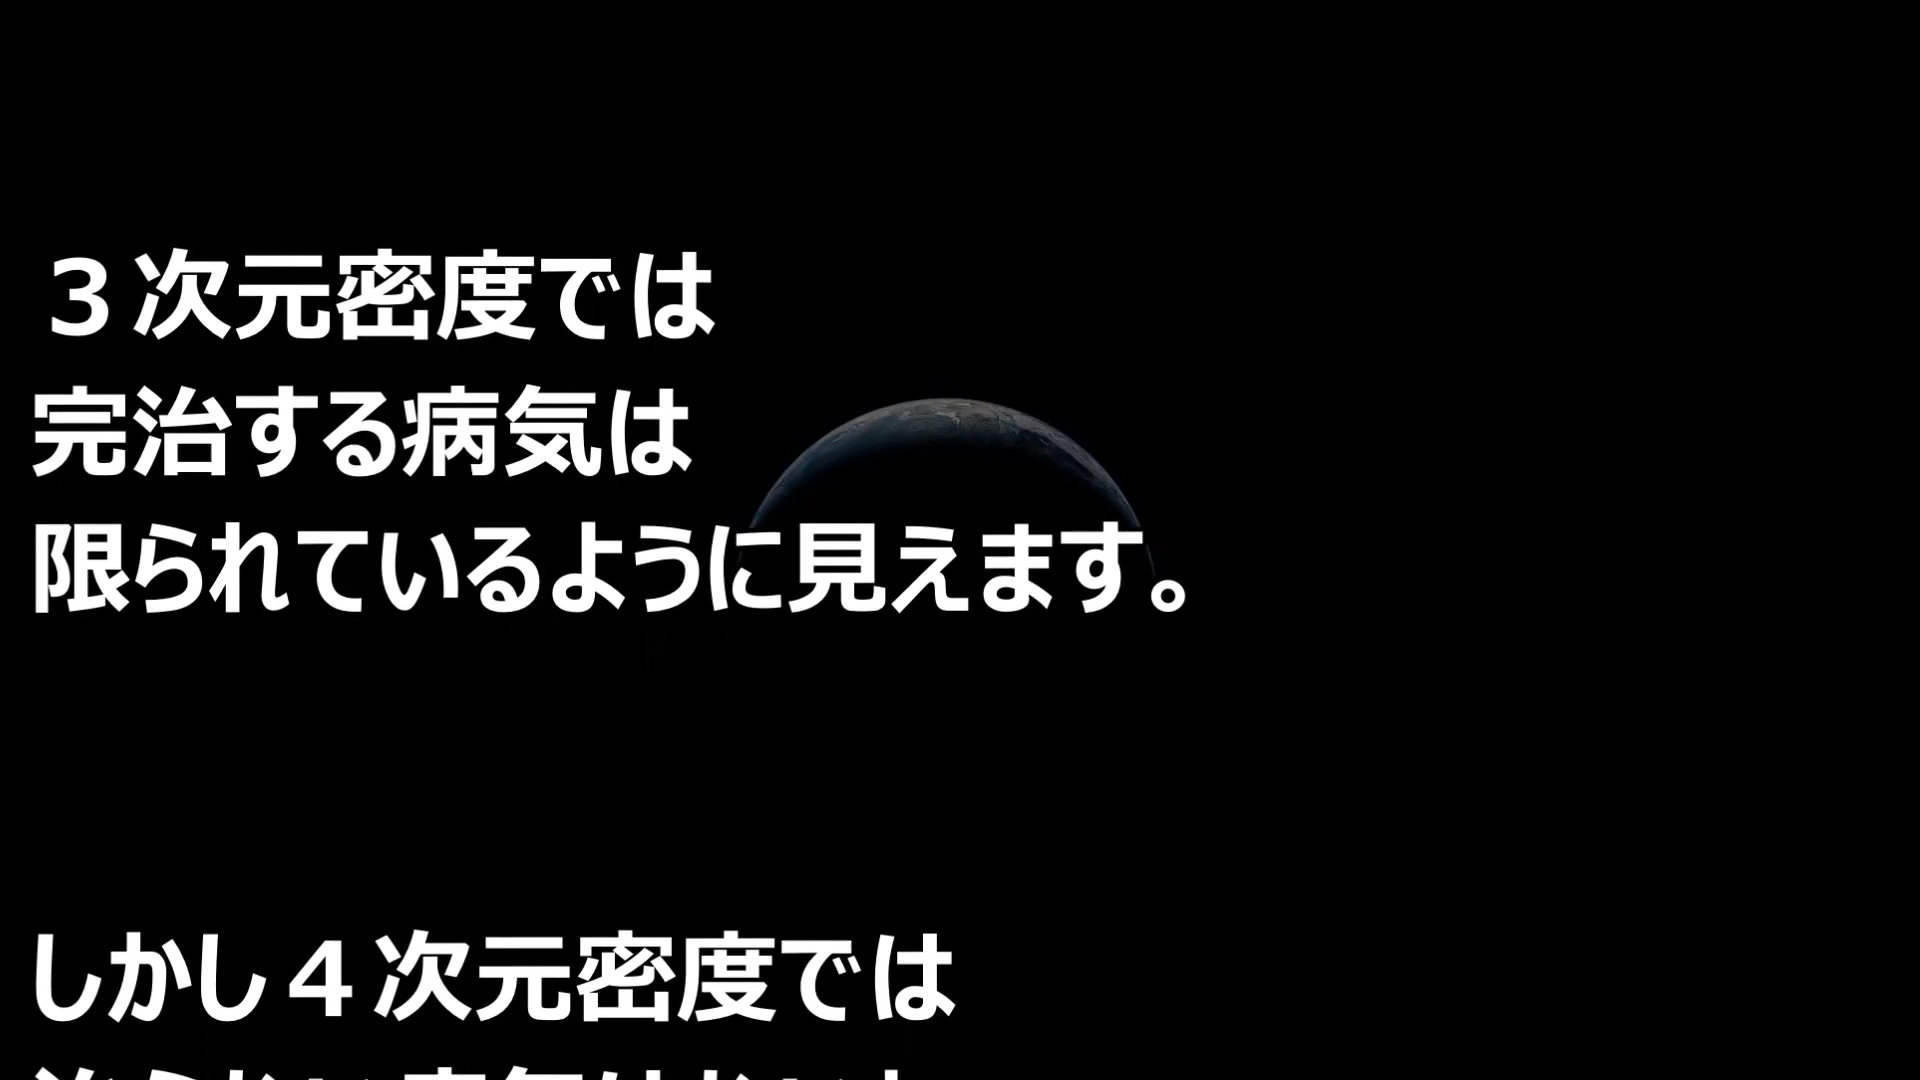 ３次元密度では
完治する病気は
限られているように見えます。
しかし４次元密度では